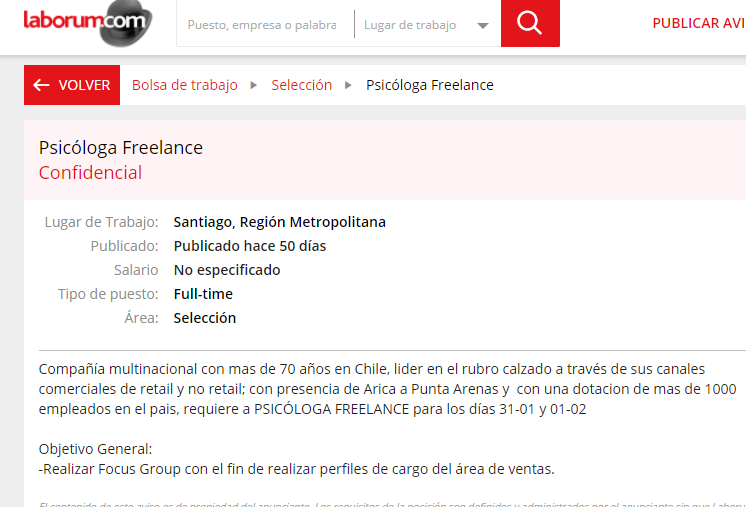 laborum.com
Puesto, empresa o palabra
Lugar de trabajo
PUBLICAR AVI
VOLVER
Bolsa de trabajo
Selección
Psicóloga Freelance
Psicóloga Freelance
Confidencial
Lugar de Trabajo: Santiago, Región Metropolitana
Publicado: Publicado hace 50 días
Salario No especificado
Tipo de puesto: Full-time
Área: Selección
Compañía multinacional con mas de 70 años en Chile, lider en el rubro calzado a través de sus canales
comerciales de retail y no retail; con presencia de Arica a Punta Arenas y con una dotacion de mas de 1000
empleados en el pais, requiere a PSICÓLOGA FREELANCE para los días 31-01 y 01-02
Objetivo General:
-Realizar Focus Group con el fin de realizar perfiles de cargo del área de ventas.